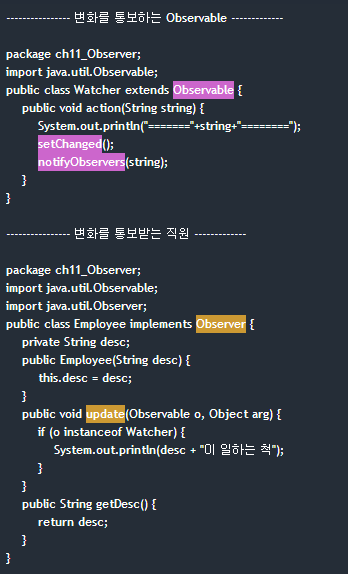 --------------- 변화를 통보하는 Observable ------------
package ch11_Observer;
import java.util.Observable;
public class Watcher extends Observable {
public void action(String string) {
System.out.println("======="+string+"========");
setChanged();
notifyObservers(string);
}
}
--------------- 변화를 통보받는 직원 ------------
package ch11_Observer;
import java.util.Observable;
import java.util.Observer;
public class Employee implements Observer {
private String desc;
public Employee(String desc) {
this.desc = desc;
}
public void update(Observable o, Object arg) {
if (o instanceof Watcher) {
System.out.println(desc + "이 일하는 척");
}
}
public String getDesc() {
return desc;
}
}